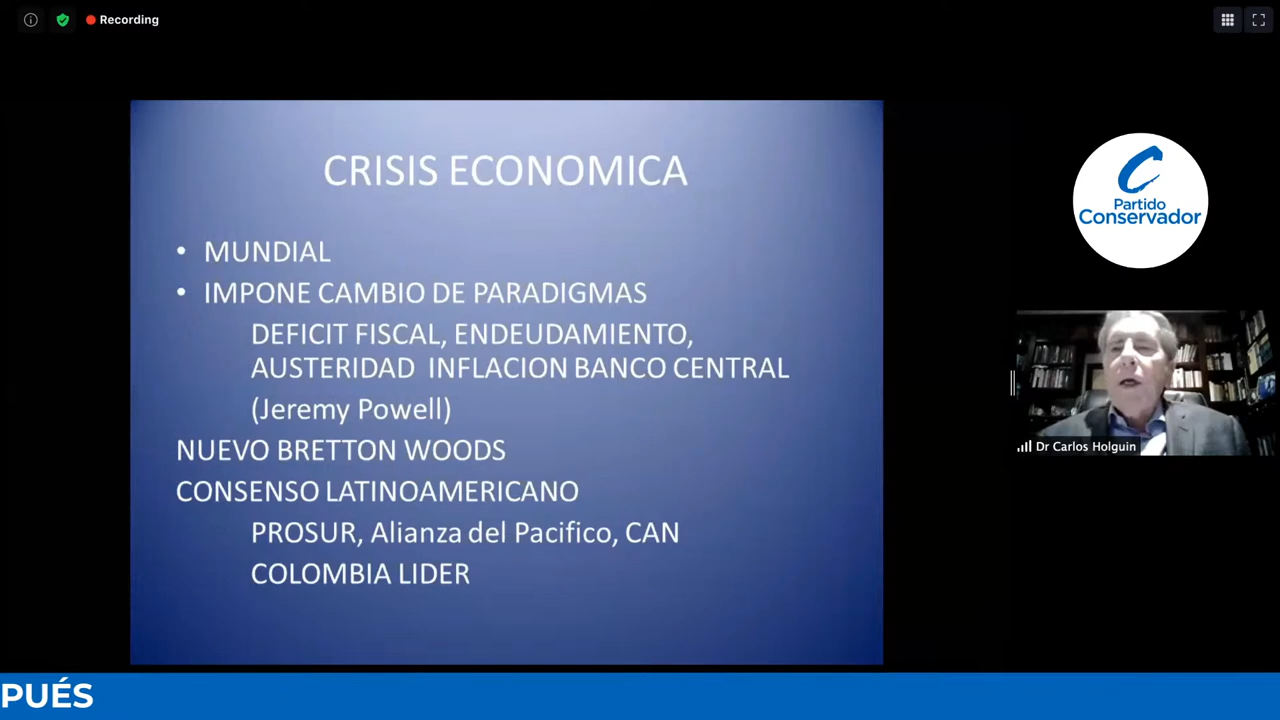 Recording
CRISIS ECONOMICA
• MUNDIAL
• IMPONE CAMBIO DE PARADIGMAS
DEFICIT FISCAL, ENDEUDAMIENTO,
AUSTERIDAD INFLACION BANCO CENTRAL
(Jeremy Powell)
NUEVO BRETTON WOODS
CONSENSO LATINOAMERICANO
PROSUR, Alianza del Pacifico, CAN
COLOMBIA LIDER
Partido
Conservador
Dr Carlos Holguin
PUÉS